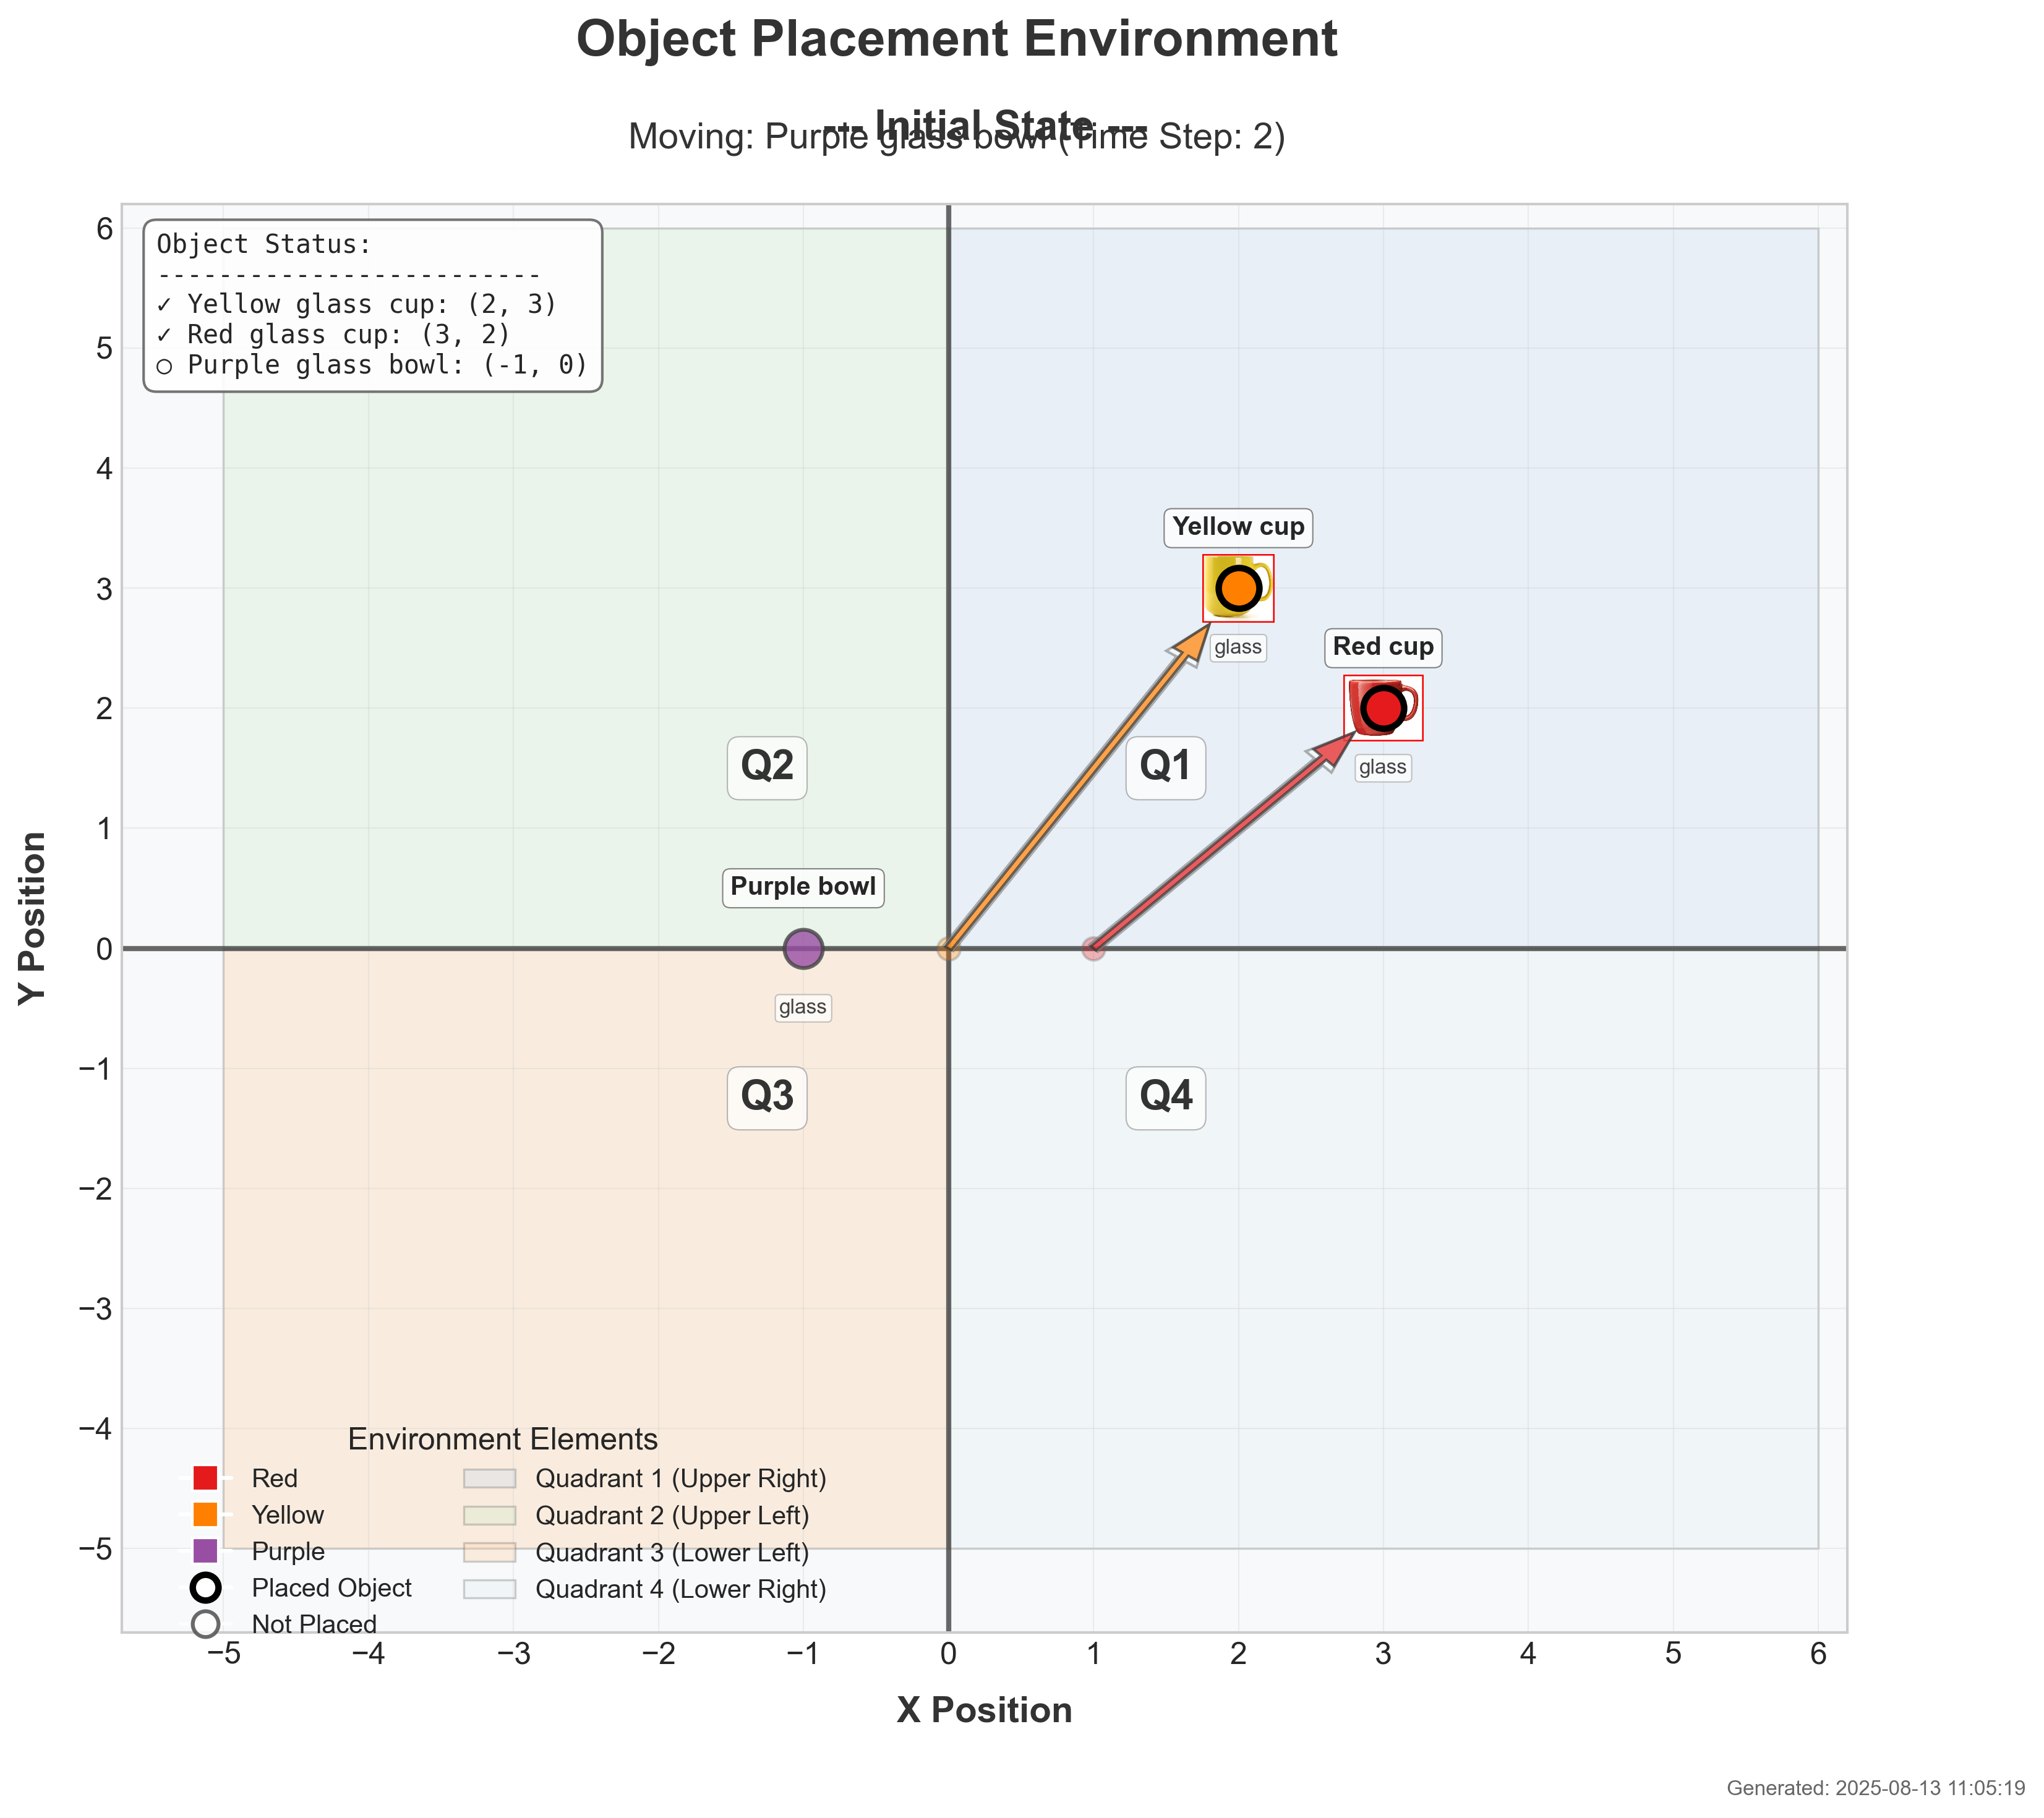 Object Placement Environment
--- Initial State ---
Moving: Purple glass bowl (Time Step: 2)
Object Status:
-------------------------
✓ Yellow glass cup: (2, 3)
✓ Red glass cup: (3, 2)
○ Purple glass bowl: (-1, 0)
6
5
4
3
2
1
0
−1
−2
−3
−4
−5
Y Position
Yellow cup
glass
Red cup
glass
Q2
Q1
Purple bowl
glass
Q3
Q4
Environment Elements
Red
Yellow
Purple
Placed Object
Not Placed
Quadrant 1 (Upper Right)
Quadrant 2 (Upper Left)
Quadrant 3 (Lower Left)
Quadrant 4 (Lower Right)
−5 −4 −3 −2 −1 0 1 2 3 4 5 6
X Position
Generated: 2025-08-13 11:05:19